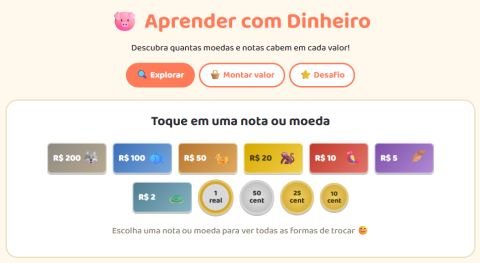 Aprender com Dinheiro
Descubra quantas moedas e notas cabem em cada valor!
Explorar
Montar valor
Desafio
Toque em uma nota ou moeda
R$ 200
R$ 100
R$ 50
R$ 20
R$ 10
R$ 5
R$ 2
1
real
50
cent
25
cent
10
cent
Escolha uma nota ou moeda para ver todas as formas de trocar